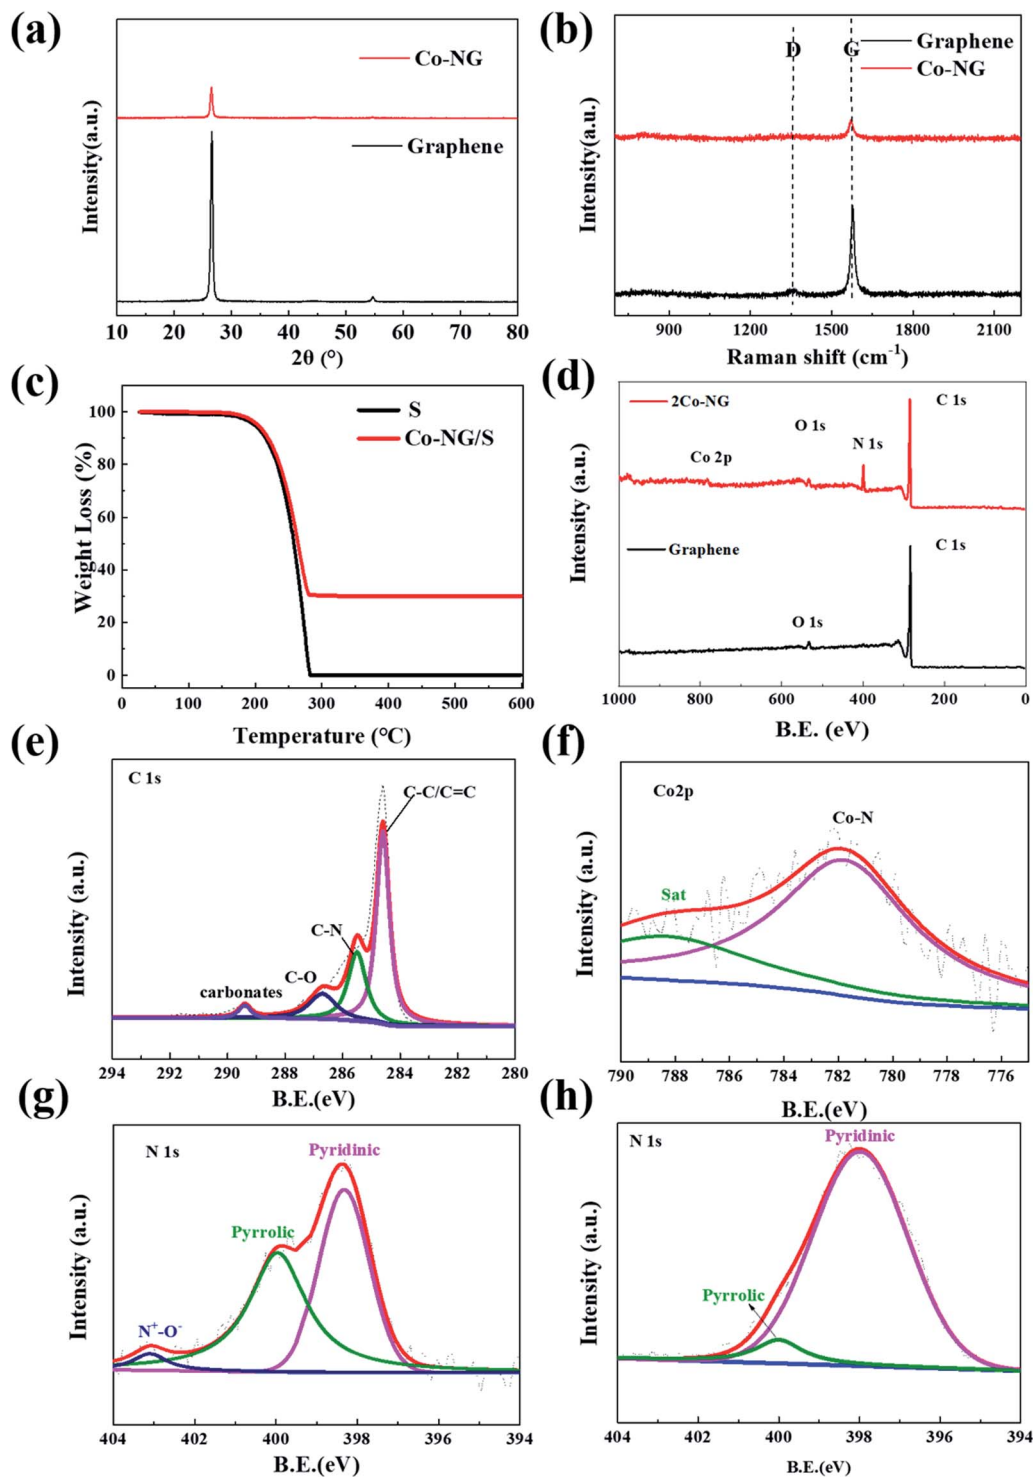 (a)
Co-NG
Graphene
Intensity(a.u.)
10 20 30 40 50 60 70 80
2θ (°)
(b)
D G
Graphene
Co-NG
Intensity(a.u.)
900 1200 1500 1800 2100
Raman shift (cm⁻¹)
(c)
S
Co-NG/S
Weight Loss (%)
100
80
60
40
20
0
0 100 200 300 400 500 600
Temperature (°C)
(d)
2Co-NG
C 1s
O 1s
N 1s
Co 2p
Graphene
C 1s
O 1s
Intensity (a.u.)
1000 800 600 400 200 0
B.E. (eV)
(e)
C 1s
C-C/C=C
C-N
C-O
carbonates
Intensity (a.u.)
294 292 290 288 286 284 282 280
B.E.(eV)
(f)
Co2p
Co-N
Sat
Intensity (a.u.)
790 788 786 784 782 780 778 776
B.E.(eV)
(g)
N 1s
Pyridinic
Pyrrolic
N⁺-O⁻
Intensity (a.u.)
404 402 400 398 396 394
B.E.(eV)
(h)
N 1s
Pyridinic
Pyrrolic
Intensity (a.u.)
404 402 400 398 396 394
B.E.(eV)